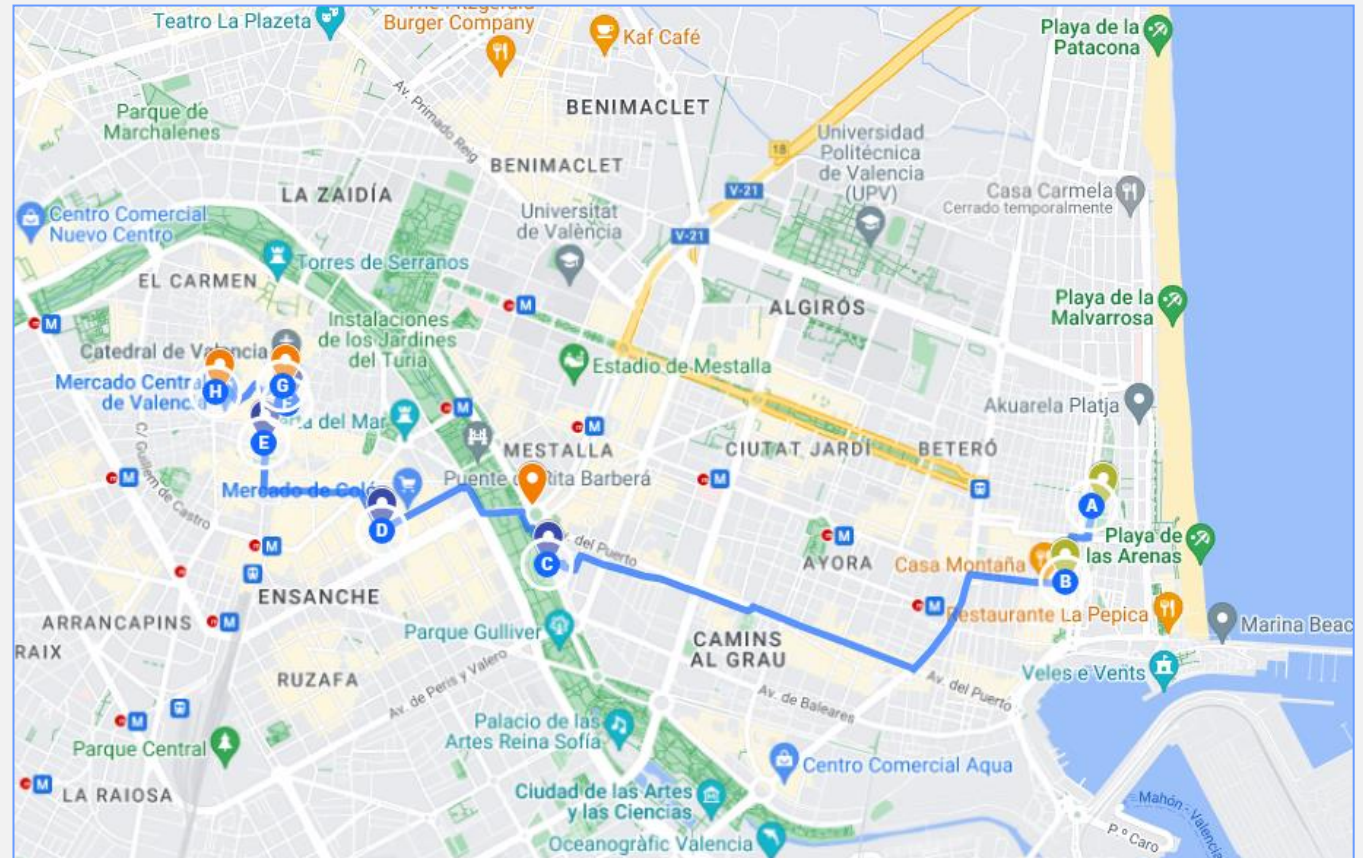 Teatro La Plazeta
Burger Company
Kaf Café
Playa de la
Patacona
Av. Primado Reig
Parque de
Marchalenes
BENIMACLET
BENIMACLET
18
Universidad
Politécnica
de Valencia
(UPV)
V-21
Casa Carmela
Cerrado temporalmente
LA ZAIDÍA
Centro Comercial
Nuevo Centro
Universitat
de València
V-21
Torres de Serranos
EL CARMEN
ALGIRÓS
Playa de la
Malvarrosa
M
M
Instalaciones
de los Jardines
del Turia
Catedral de Valencia
Estadio de Mestalla
Mercado Central
de Valenc
H
G
F
Akuarela Platja
M
del Mar
E
M
MESTALLA
CIUTAT JARDÍ
BETERÓ
C/ Guillem de Castro
M
Puente Rita Barberá
M
Mercado de Coló
A
D
M
Av. del Puerto
M
AYORA
Casa Montaña
Playa de
las Arenas
C
B
ENSANCHE
M
Restaurante La Pepica
ARRANCAPINS
M
Parque Gulliver
Marina Beac
RAIX
CAMINS
AL GRAU
RUZAFA
Av. de Peris y Valero
Veles e Vents
Av. del Puerto
Av. de Baleares
M
Palacio de las
Artes Reina Sofía
Parque Central
Centro Comercial Aqua
M
LA RAIOSA
Ciudad de las Artes
y las Ciencias
Mahón - Valencia
Oceanogràfic Valencia
P.º Caro